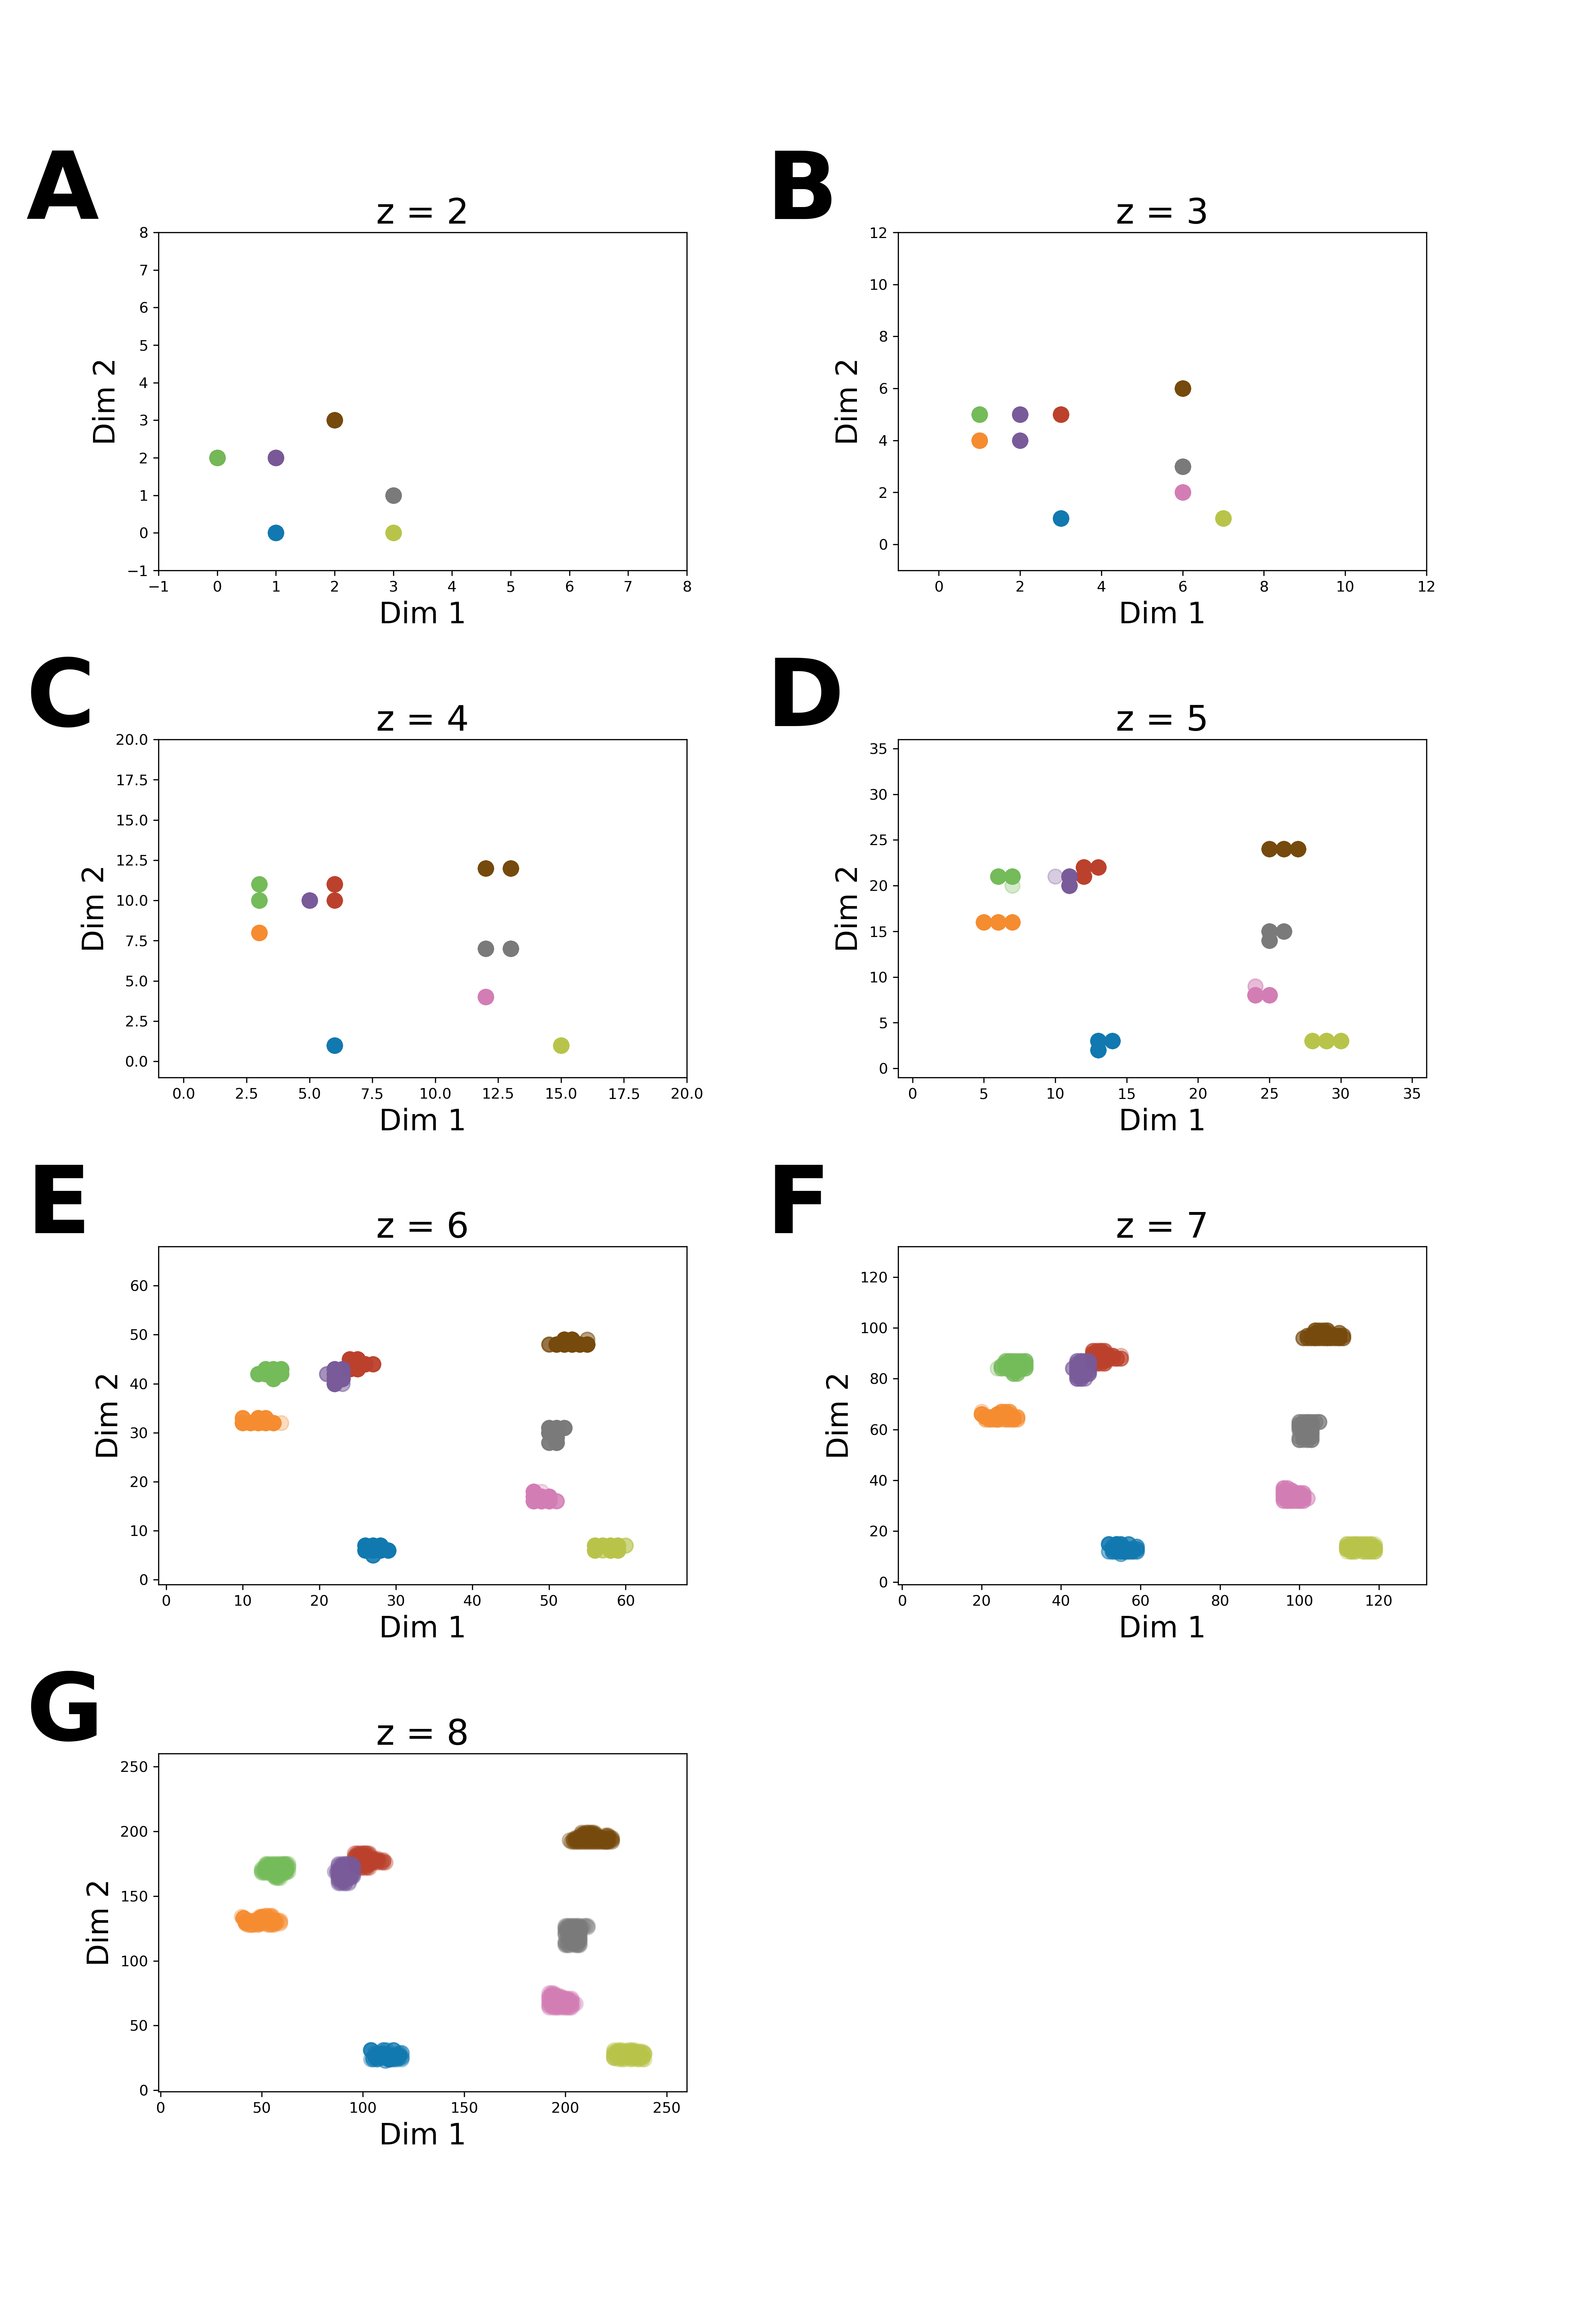 A
B
z = 2
z = 3
8
7
6
5
4
3
2
1
0
−1
Dim 2
−1 0 1 2 3 4 5 6 7 8
Dim 1
12
10
8
6
4
2
0
Dim 2
0 2 4 6 8 10 12
Dim 1
C
D
z = 4
z = 5
20.0
17.5
15.0
12.5
10.0
7.5
5.0
2.5
0.0
Dim 2
0.0 2.5 5.0 7.5 10.0 12.5 15.0 17.5 20.0
Dim 1
35
30
25
20
15
10
5
0
Dim 2
0 5 10 15 20 25 30 35
Dim 1
E
F
z = 6
z = 7
60
50
40
30
20
10
0
Dim 2
0 10 20 30 40 50 60
Dim 1
120
100
80
60
40
20
0
Dim 2
0 20 40 60 80 100 120
Dim 1
G
z = 8
250
200
150
100
50
0
Dim 2
0 50 100 150 200 250
Dim 1